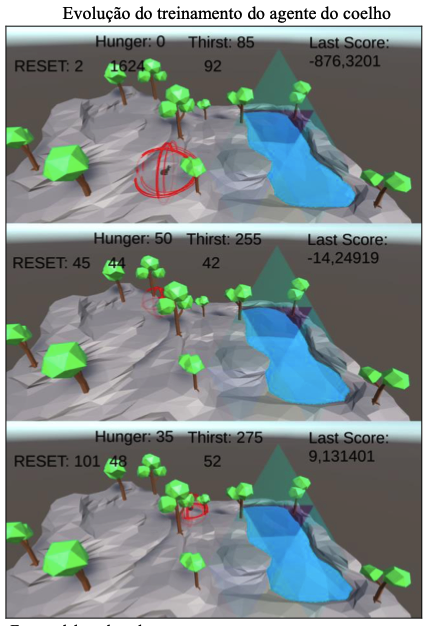 Evolução do treinamento do agente do coelho
Hunger: 0 Thirst: 85 Last Score:
RESET: 2 1624 92 -876,3201
Hunger: 50 Thirst: 255 Last Score:
RESET: 45 44 42 -14,24919
Hunger: 35 Thirst: 275 Last Score:
RESET: 101 48 52 9,131401